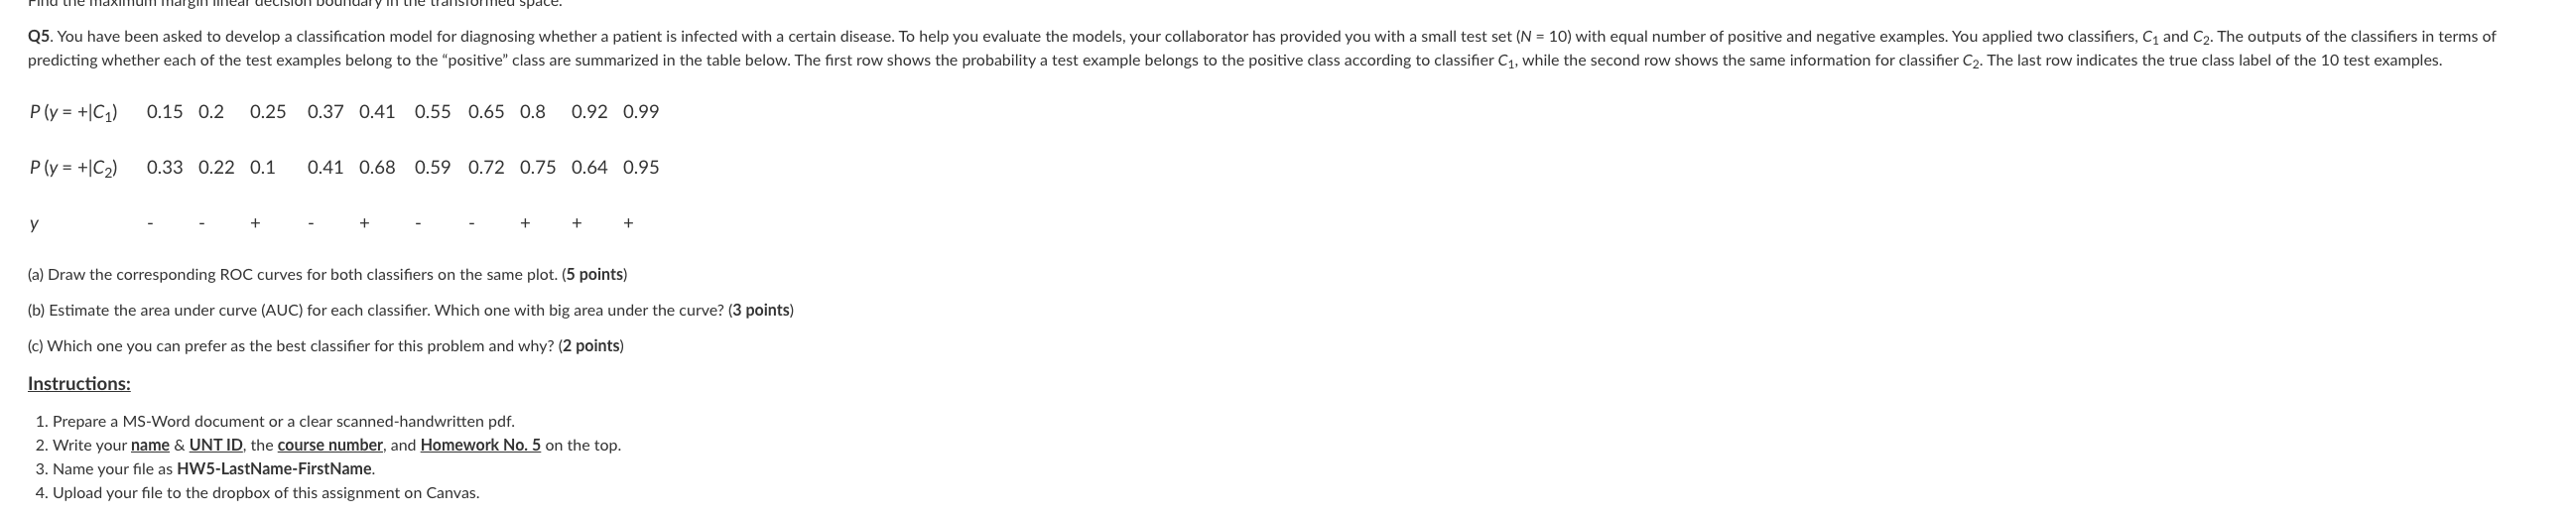 Find the maximum margin linear decision boundary in the transformed space.
Q5. You have been asked to develop a classification model for diagnosing whether a patient is infected with a certain disease. To help you evaluate the models, your collaborator has provided you with a small test set (N = 10) with equal number of positive and negative examples. You applied two classifiers, C1 and C2. The outputs of the classifiers in terms of
predicting whether each of the test examples belong to the “positive” class are summarized in the table below. The first row shows the probability a test example belongs to the positive class according to classifier C1, while the second row shows the same information for classifier C2. The last row indicates the true class label of the 10 test examples.
P (y = +|C1) 0.15 0.2 0.25 0.37 0.41 0.55 0.65 0.8 0.92 0.99
P (y = +|C2) 0.33 0.22 0.1 0.41 0.68 0.59 0.72 0.75 0.64 0.95
y - - + - + - - + + +
(a) Draw the corresponding ROC curves for both classifiers on the same plot. (5 points)
(b) Estimate the area under curve (AUC) for each classifier. Which one with big area under the curve? (3 points)
(c) Which one you can prefer as the best classifier for this problem and why? (2 points)
Instructions:
1. Prepare a MS-Word document or a clear scanned-handwritten pdf.
2. Write your name & UNT ID, the course number, and Homework No. 5 on the top.
3. Name your file as HW5-LastName-FirstName.
4. Upload your file to the dropbox of this assignment on Canvas.